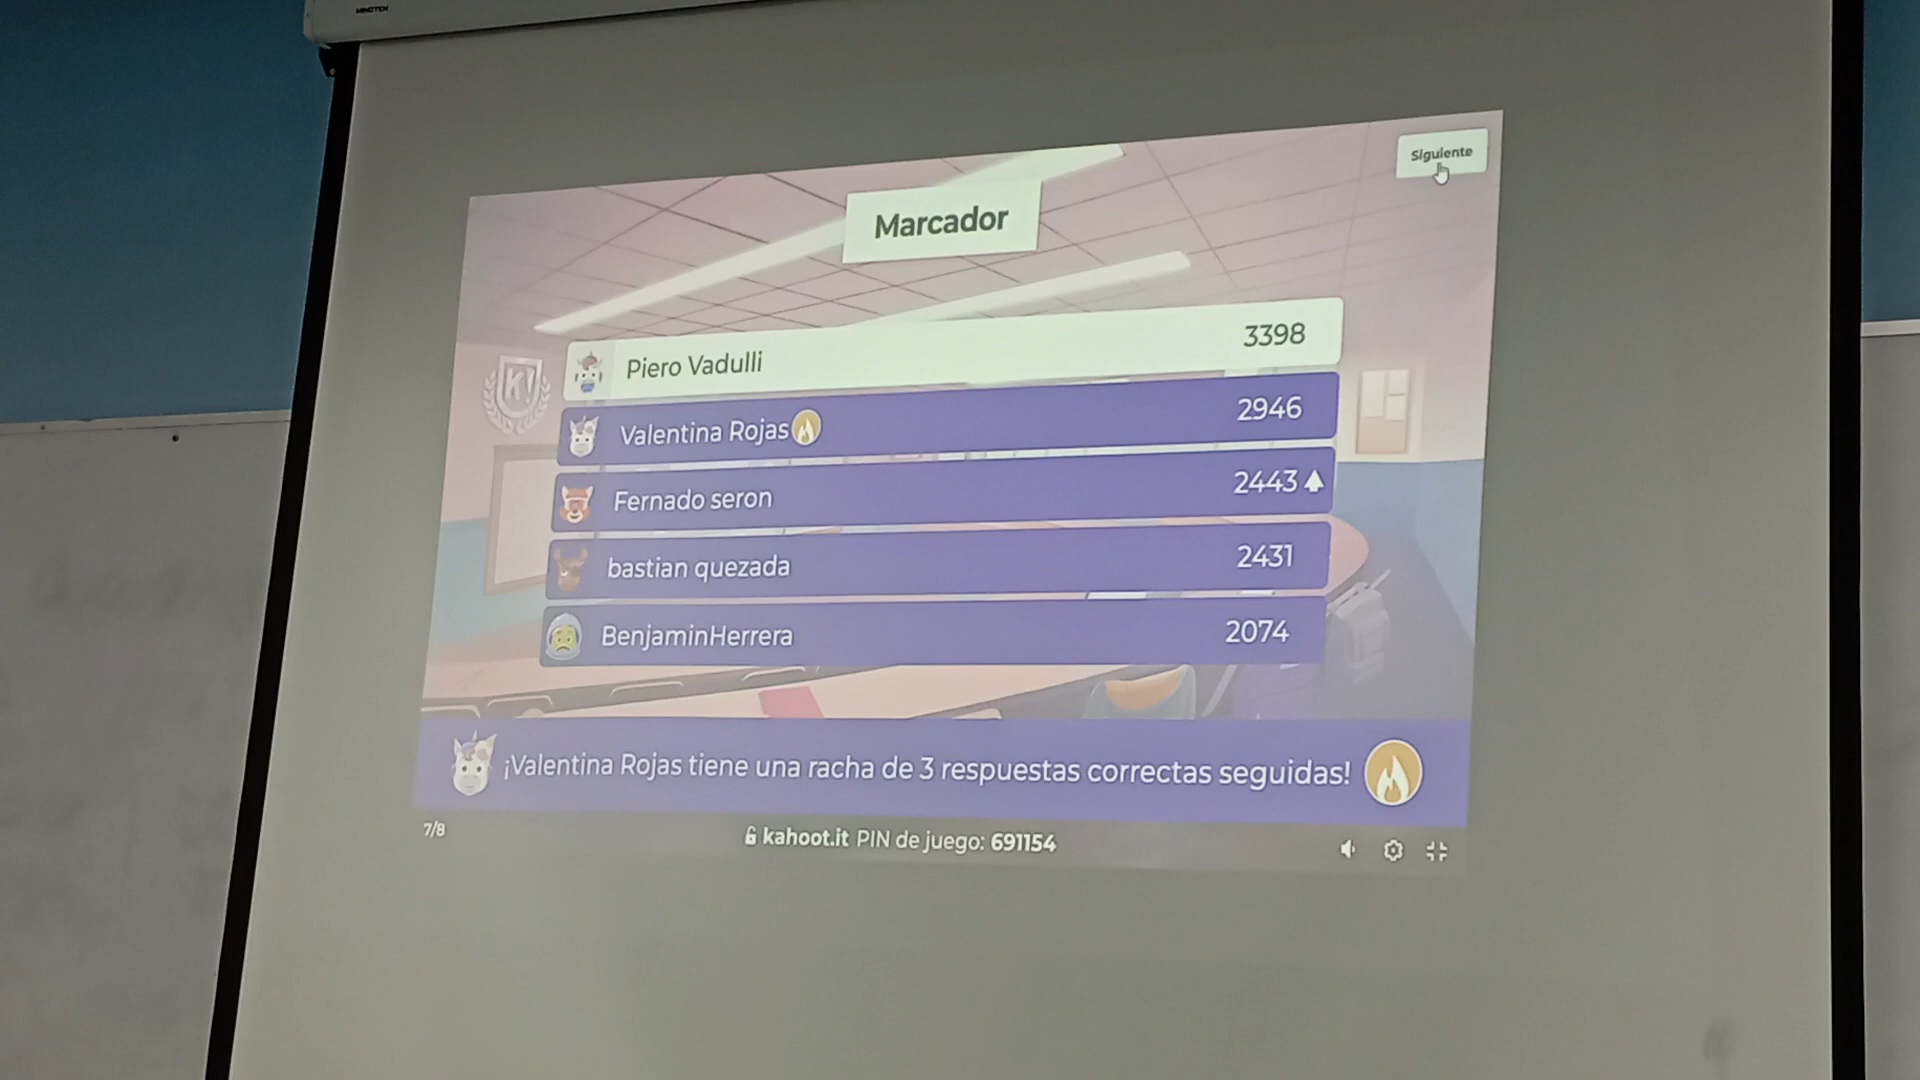 MINGTEK
Siguiente
Marcador
K!
Piero Vadulli 3398
Valentina Rojas 2946
Fernado seron 2443
bastian quezada 2431
BenjaminHerrera 2074
¡Valentina Rojas tiene una racha de 3 respuestas correctas seguidas!
7/8
kahoot.it PIN de juego: 691154